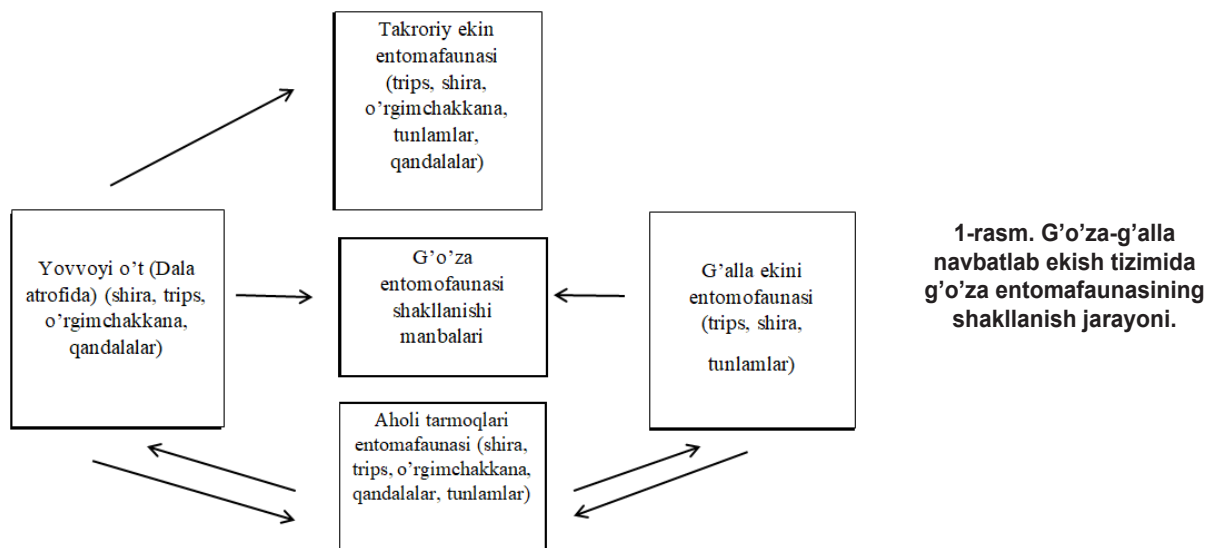 Takroriy ekin
entomafaunasi
(trips, shira,
o’rgimchakkana,
tunlamlar,
qandalalar)
Yovvoyi o’t (Dala
atrofida) (shira, trips,
o’rgimchakkana,
qandalalar)
G’o’za
entomofaunasi
shakllanishi
manbalari
G’alla ekini
entomofaunasi
(trips, shira,
tunlamlar)
Aholi tarmoqlari
entomafaunasi (shira,
trips, o’rgimchakkana,
qandalalar, tunlamlar)
1-rasm. G’o’za-g’alla
navbatlab ekish tizimida
g’o’za entomafaunasining
shakllanish jarayoni.